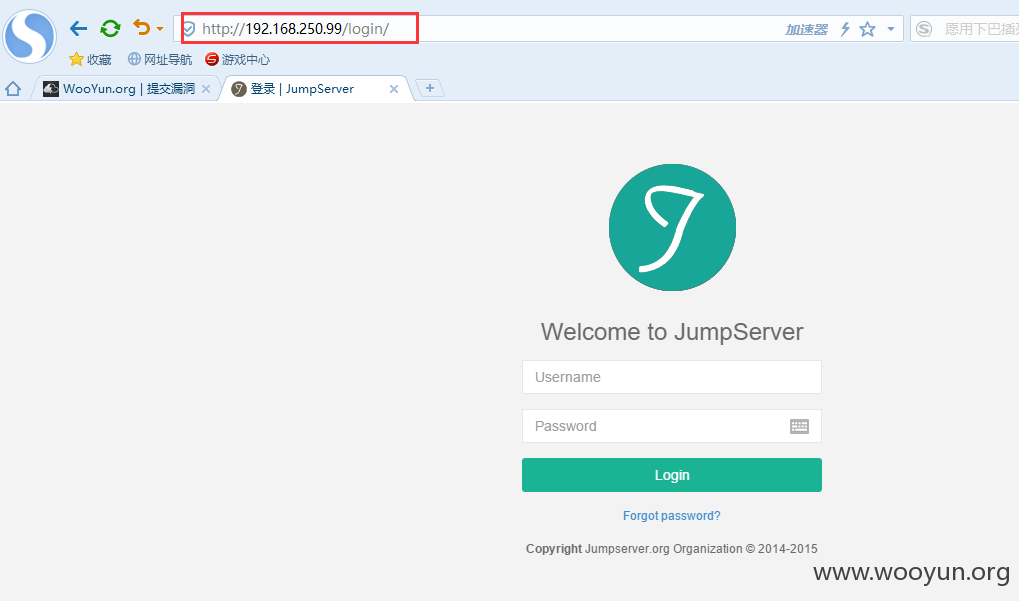 http://192.168.250.99/login/
加速器
愿用下巴插
收藏
网址导航
游戏中心
WooYun.org | 提交漏洞
登录 | JumpServer
Welcome to JumpServer
Username
Password
Login
Forgot password?
Copyright Jumpserver.org Organization © 2014-2015
www.wooyun.org